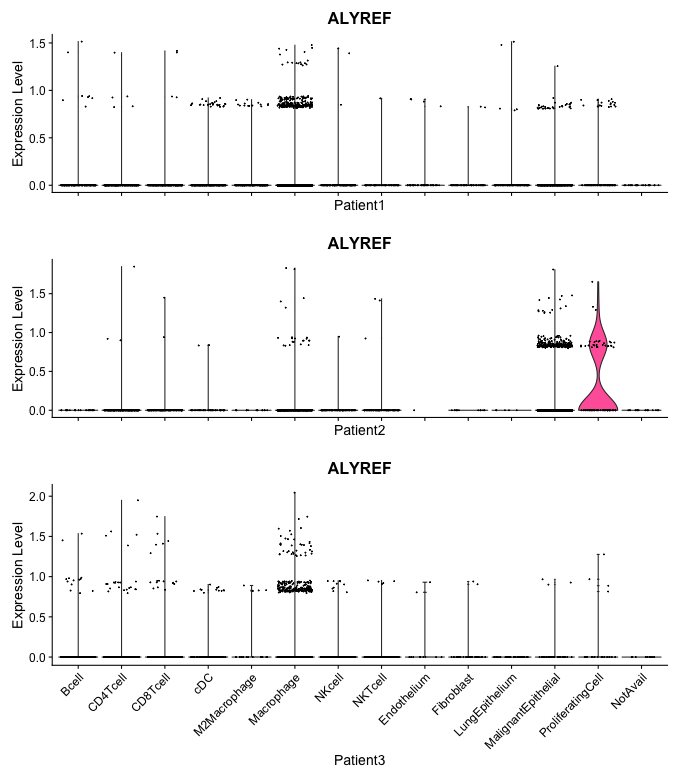 ALYREF
Expression Level
1.5
1.0
0.5
0.0
Patient1
ALYREF
Expression Level
1.5
1.0
0.5
0.0
Patient2
ALYREF
Expression Level
2.0
1.5
1.0
0.5
0.0
Bcell
CD4Tcell
CD8Tcell
cDC
M2Macrophage
Macrophage
NKcell
NKTcell
Endothelium
Fibroblast
LungEpithelium
MalignantEpithelial
ProliferatingCell
NotAvail
Patient3